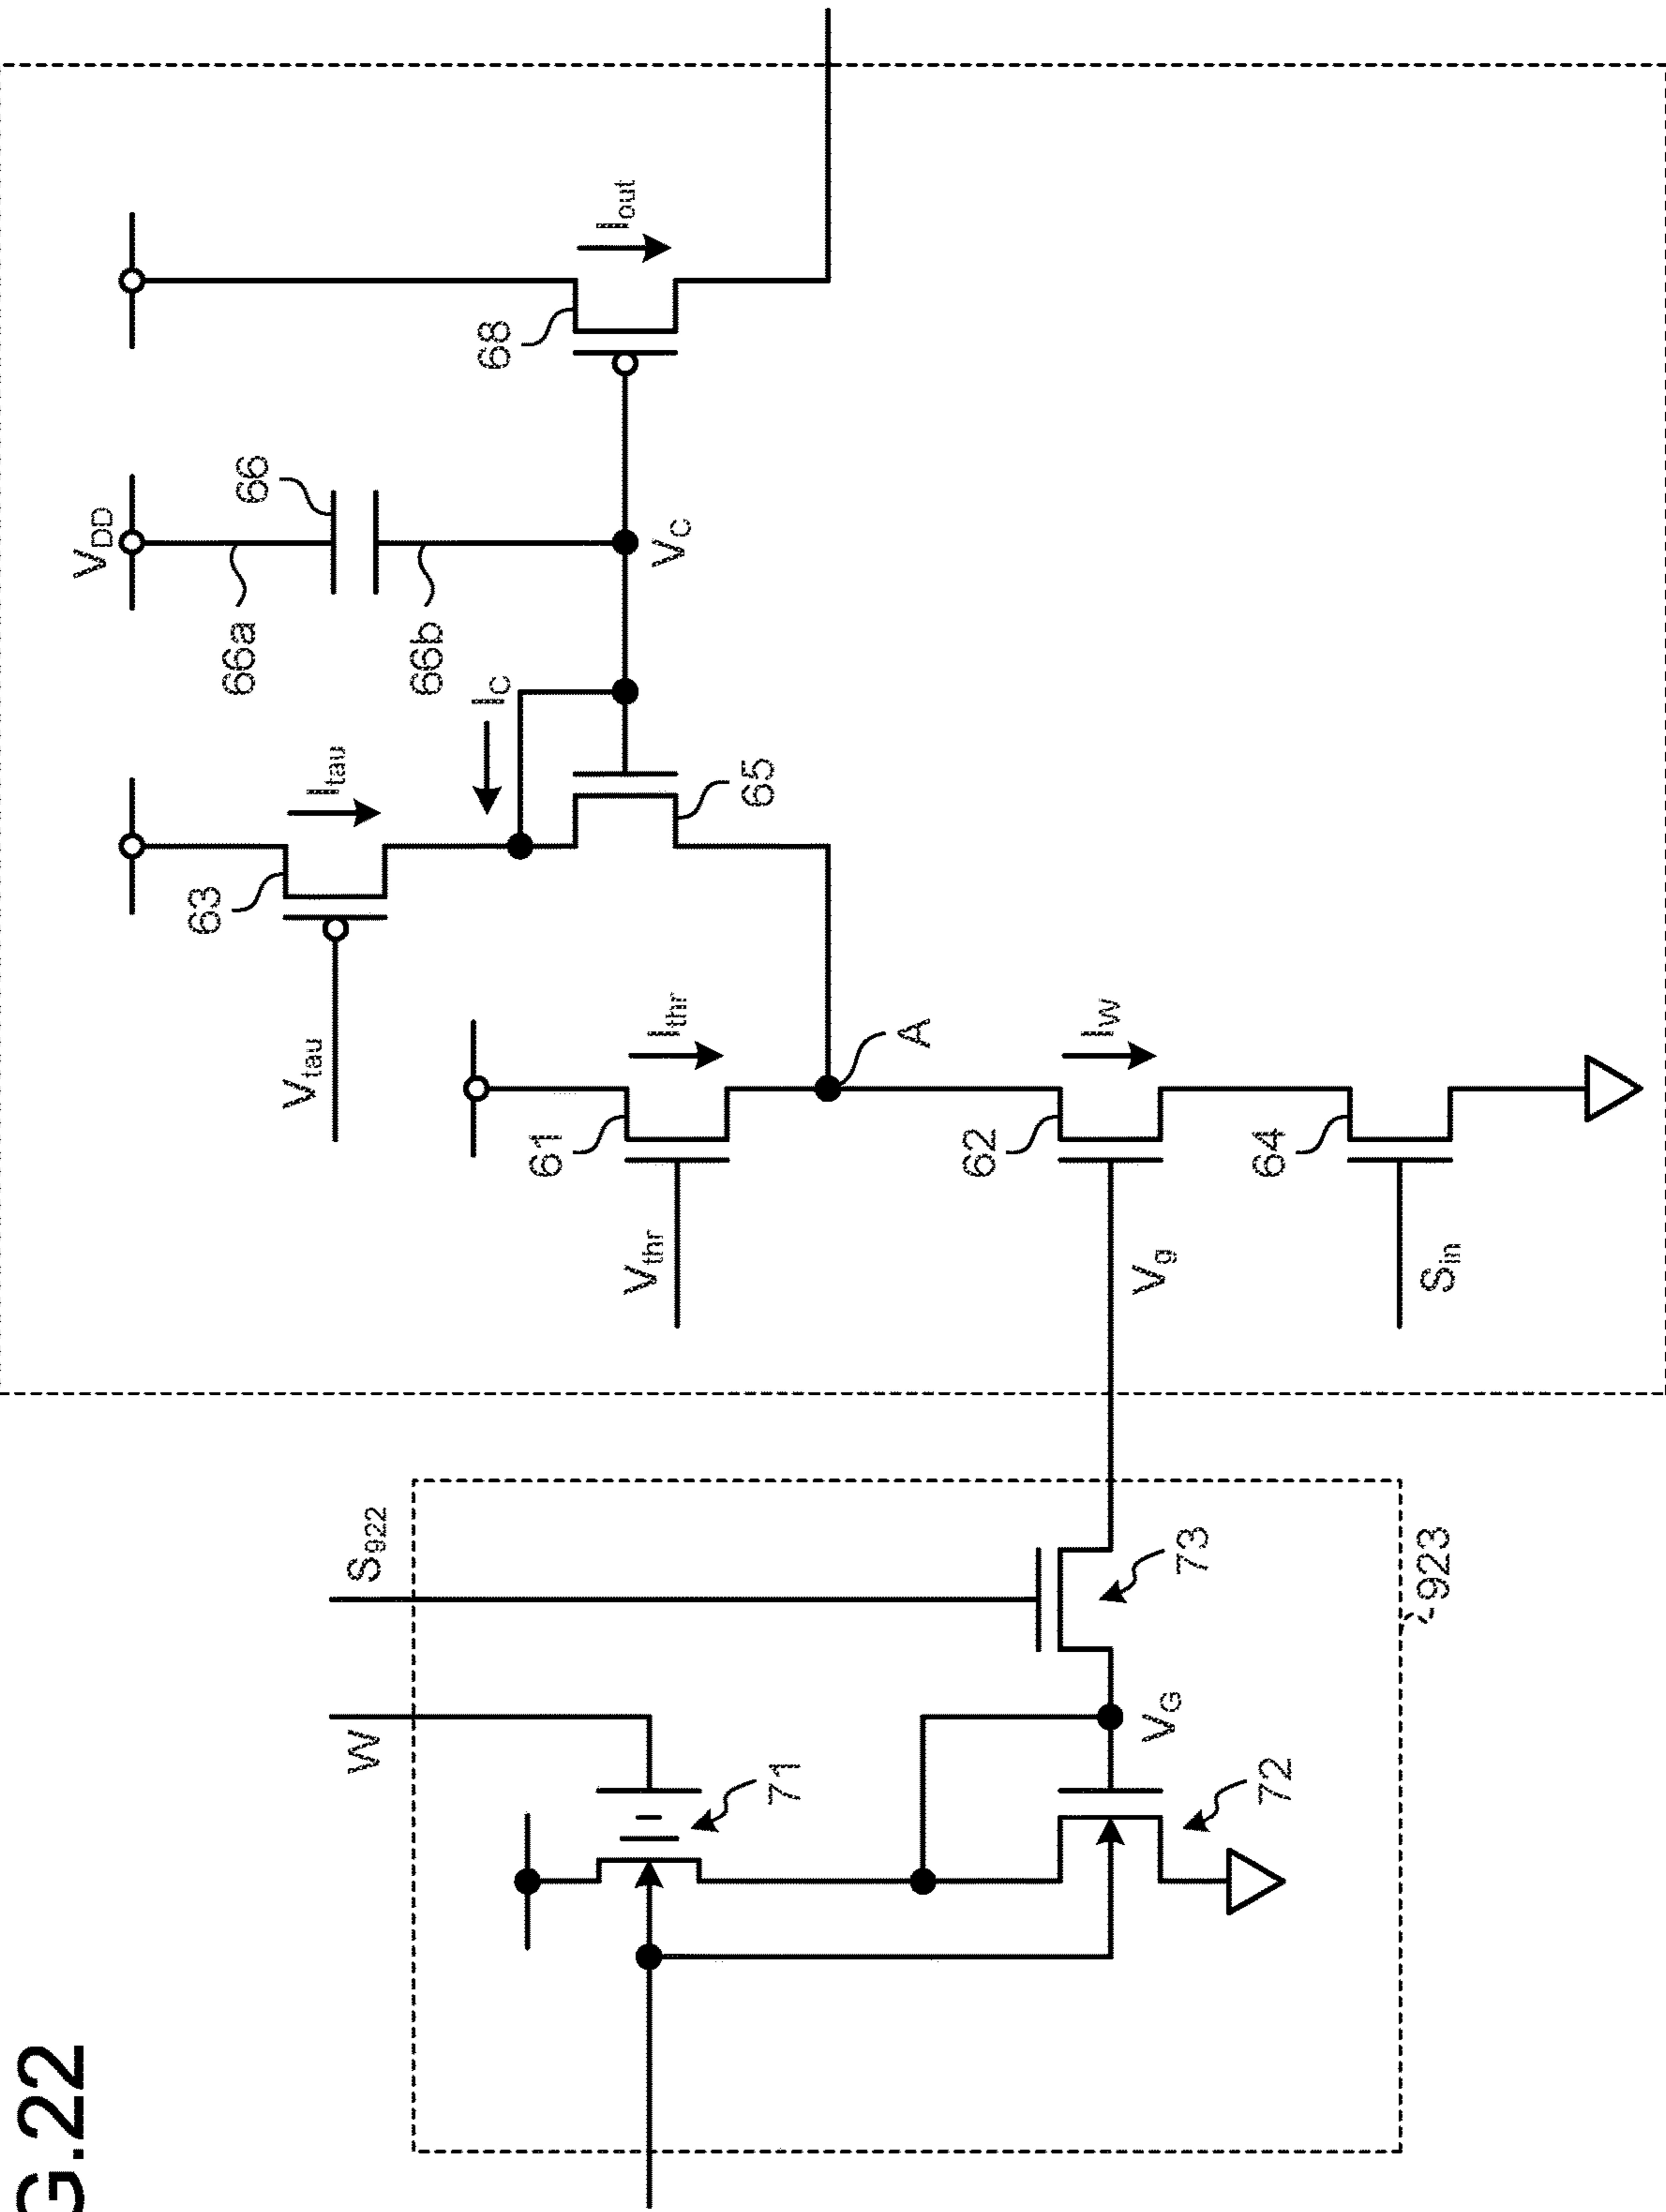 G.22
W
S922
71
VG
72
73
923
Vtau
63
Itau
IC
VDD
66a
66
66b
VC
68
Iout
65
Vthr
61
Ithr
A
Vg
62
IW
Sin
64